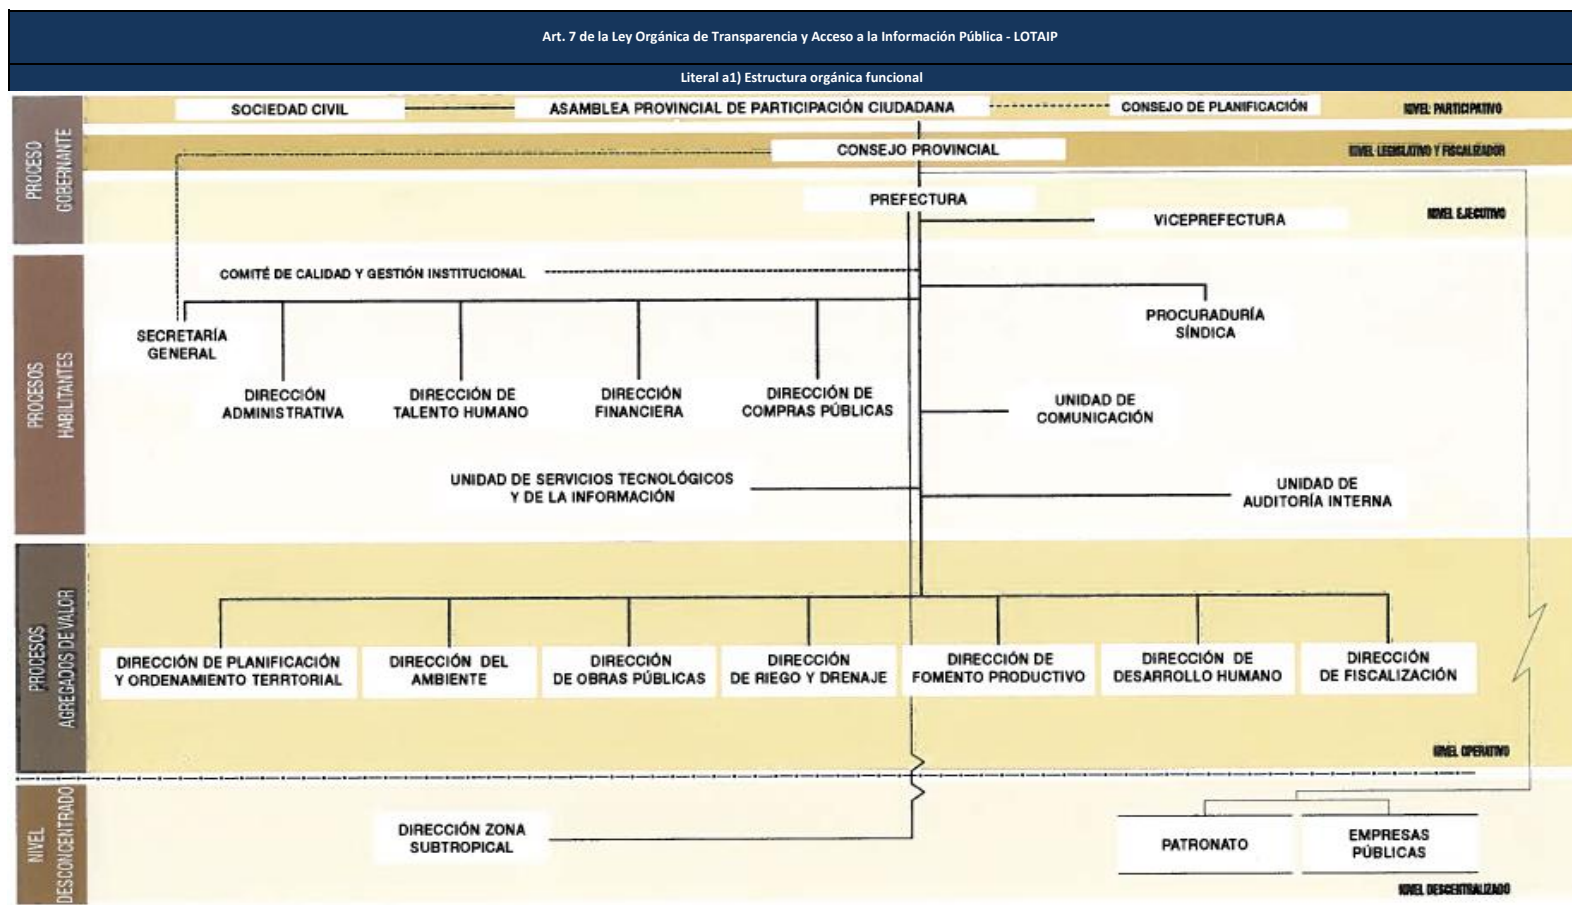 Art. 7 de la Ley Orgánica de Transparencia y Acceso a la Información Pública - LOTAIP
Literal a1) Estructura orgánica funcional
SOCIEDAD CIVIL
ASAMBLEA PROVINCIAL DE PARTICIPACIÓN CIUDADANA
CONSEJO DE PLANIFICACIÓN
NIVEL PARTICIPATIVO
PROCESO
GOBERNANTE
CONSEJO PROVINCIAL
NIVEL LEGISLATIVO Y FISCALIZADOR
PREFECTURA
VICEPREFECTURA
NIVEL EJECUTIVO
PROCESOS
HABILITANTES
COMITÉ DE CALIDAD Y GESTIÓN INSTITUCIONAL
SECRETARÍA
GENERAL
PROCURADURÍA
SÍNDICA
DIRECCIÓN
ADMINISTRATIVA
DIRECCIÓN DE
TALENTO HUMANO
DIRECCIÓN
FINANCIERA
DIRECCIÓN DE
COMPRAS PÚBLICAS
UNIDAD DE
COMUNICACIÓN
UNIDAD DE SERVICIOS TECNOLÓGICOS
Y DE LA INFORMACIÓN
UNIDAD DE
AUDITORÍA INTERNA
PROCESOS
AGREGADOS DE VALOR
DIRECCIÓN DE PLANIFICACIÓN
Y ORDENAMIENTO TERRTORIAL
DIRECCIÓN DEL
AMBIENTE
DIRECCIÓN
DE OBRAS PÚBLICAS
DIRECCIÓN
DE RIEGO Y DRENAJE
DIRECCIÓN DE
FOMENTO PRODUCTIVO
DIRECCIÓN DE
DESARROLLO HUMANO
DIRECCIÓN
DE FISCALIZACIÓN
NIVEL OPERATIVO
NIVEL
DESCONCENTRADO
DIRECCIÓN ZONA
SUBTROPICAL
PATRONATO
EMPRESAS
PÚBLICAS
NIVEL DESCENTRALIZADO